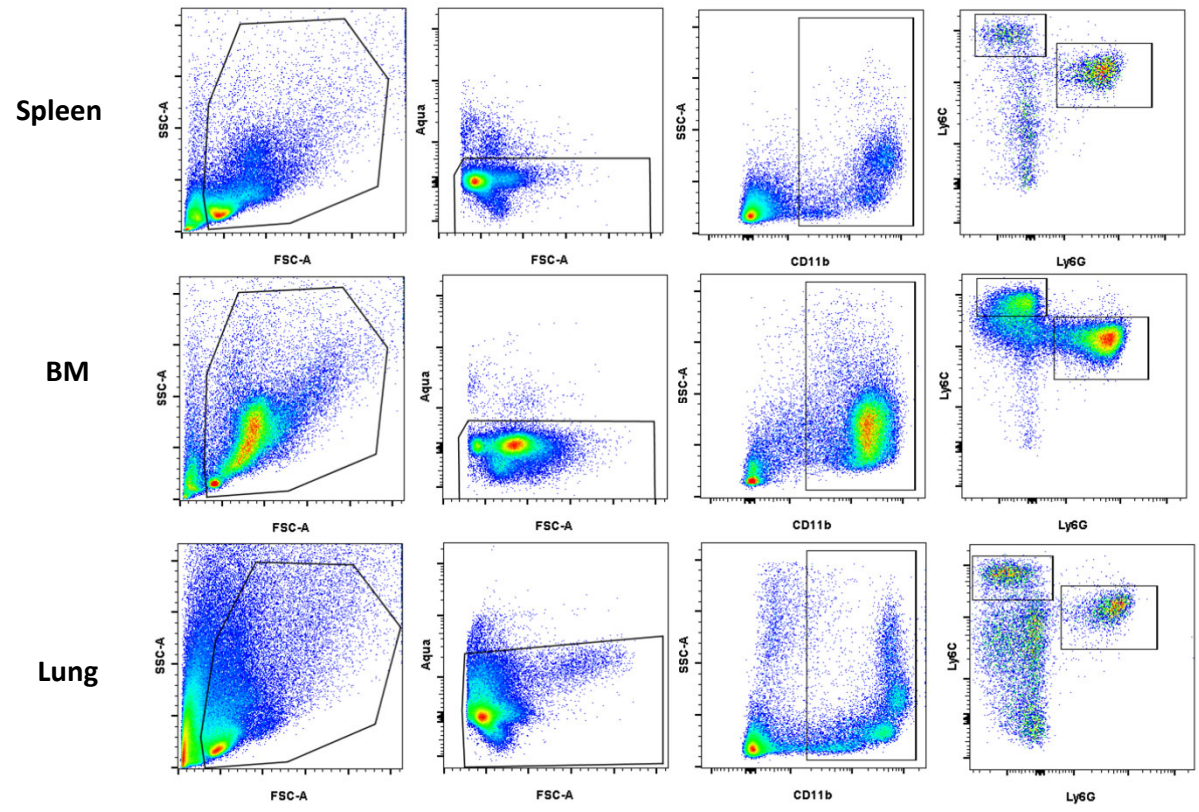 Spleen
SSC-A
FSC-A
Aqua
FSC-A
SSC-A
CD11b
Ly6C
Ly6G
BM
SSC-A
FSC-A
Aqua
FSC-A
SSC-A
CD11b
Ly6C
Ly6G
Lung
SSC-A
FSC-A
Aqua
FSC-A
SSC-A
CD11b
Ly6C
Ly6G